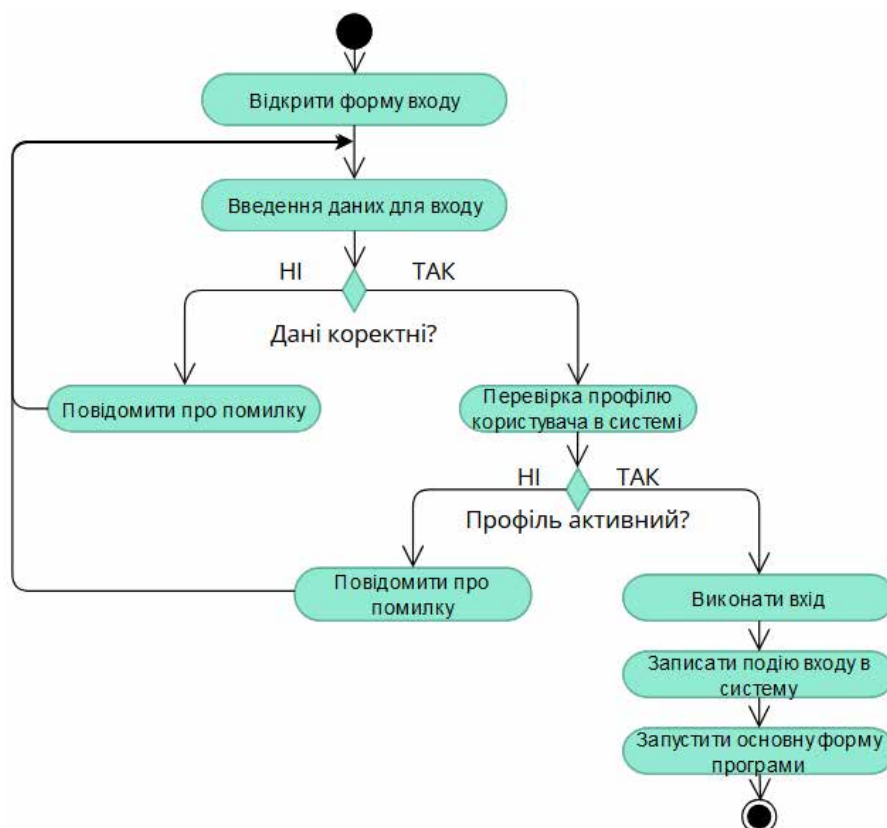 Відкрити форму входу
Введення даних для входу
НІ
ТАК
Дані коректні?
Повідомити про помилку
Перевірка профілю
користувача в системі
НІ
ТАК
Профіль активний?
Повідомити про
помилку
Виконати вхід
Записати подію входу в
систему
Запустити основну форму
програми